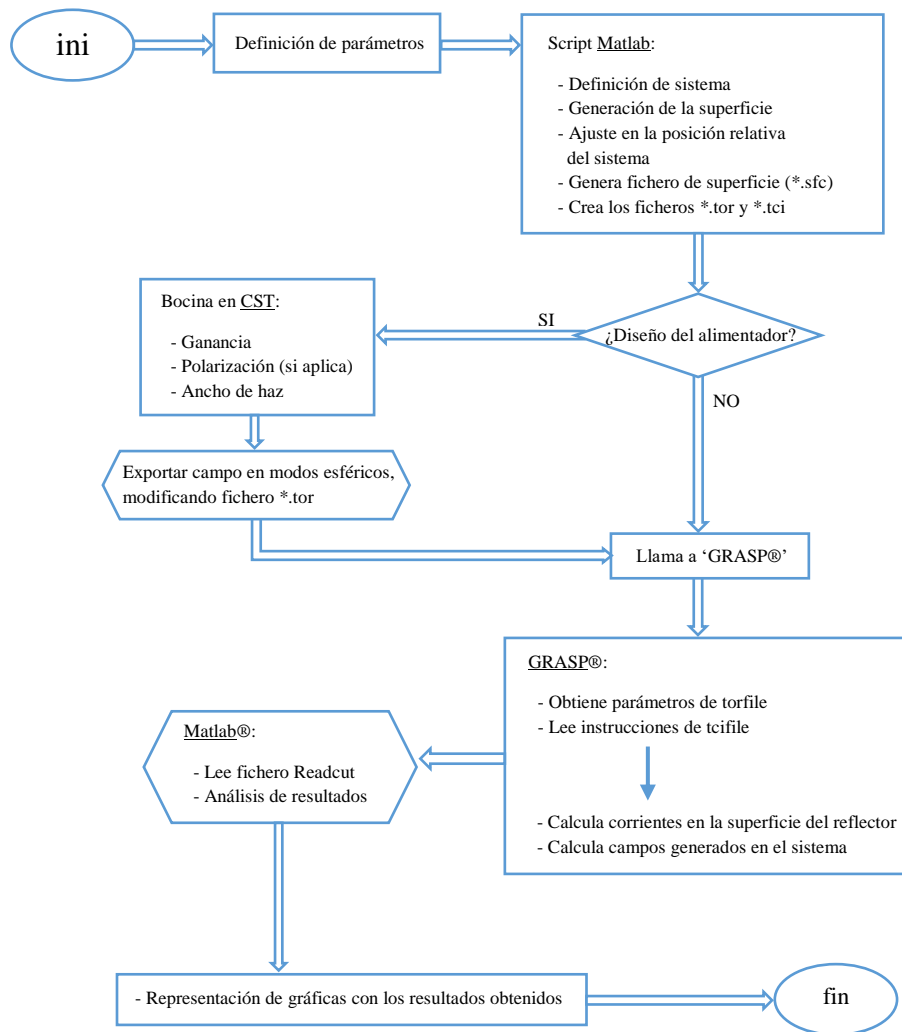 ini
Definición de parámetros
Script Matlab:
- Definición de sistema
- Generación de la superficie
- Ajuste en la posición relativa
del sistema
- Genera fichero de superficie (*.sfc)
- Crea los ficheros *.tor y *.tci
¿Diseño del alimentador?
SI
NO
Bocina en CST:
- Ganancia
- Polarización (si aplica)
- Ancho de haz
Exportar campo en modos esféricos,
modificando fichero *.tor
Llama a ‘GRASP®’
GRASP®:
- Obtiene parámetros de torfile
- Lee instrucciones de tcifile
- Calcula corrientes en la superficie del reflector
- Calcula campos generados en el sistema
Matlab®:
- Lee fichero Readcut
- Análisis de resultados
- Representación de gráficas con los resultados obtenidos
fin